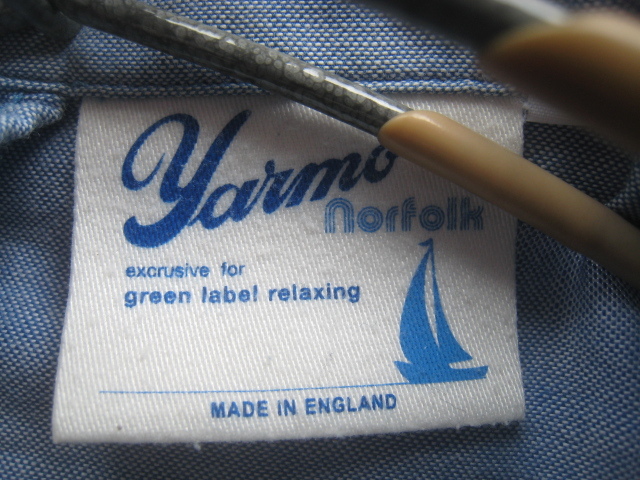 Yarmo
Norfolk
excrusive for
green label relaxing
MADE IN ENGLAND